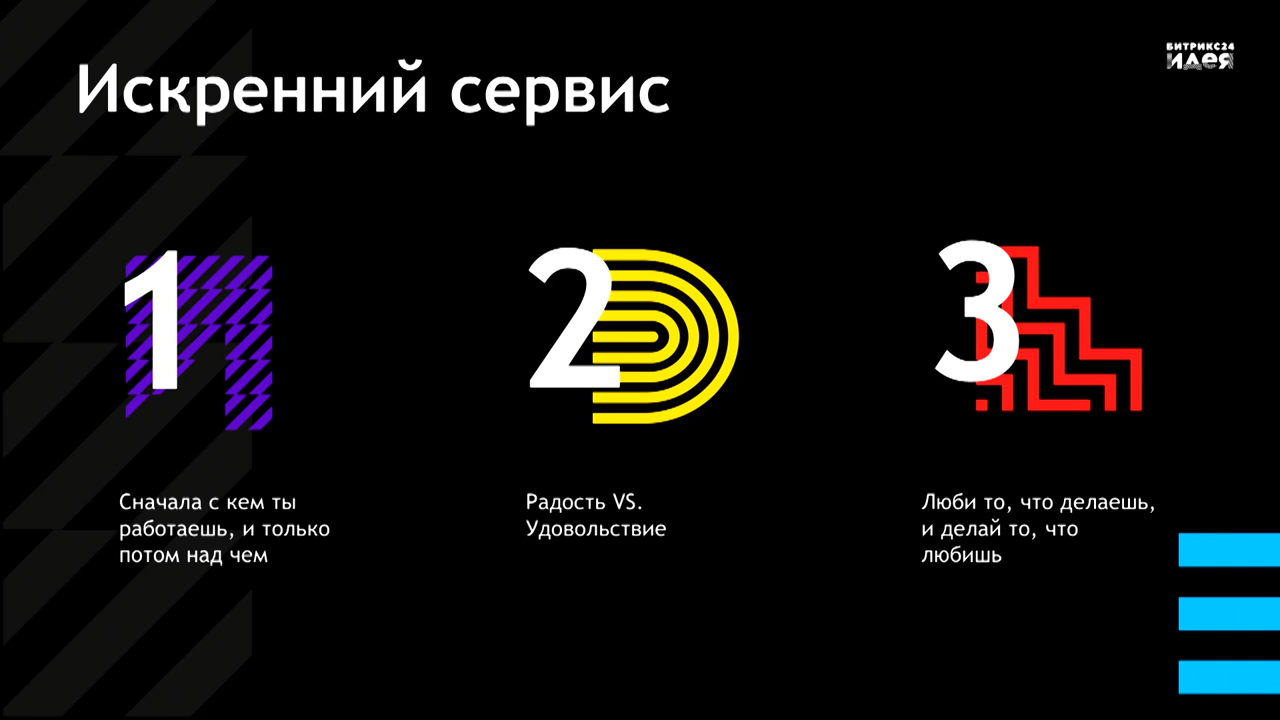 БИТРИКС24
ИДЕЯ
Искренний сервис
1
Сначала с кем ты
работаешь, и только
потом над чем
2
Радость VS.
Удовольствие
3
Люби то, что делаешь,
и делай то, что
любишь